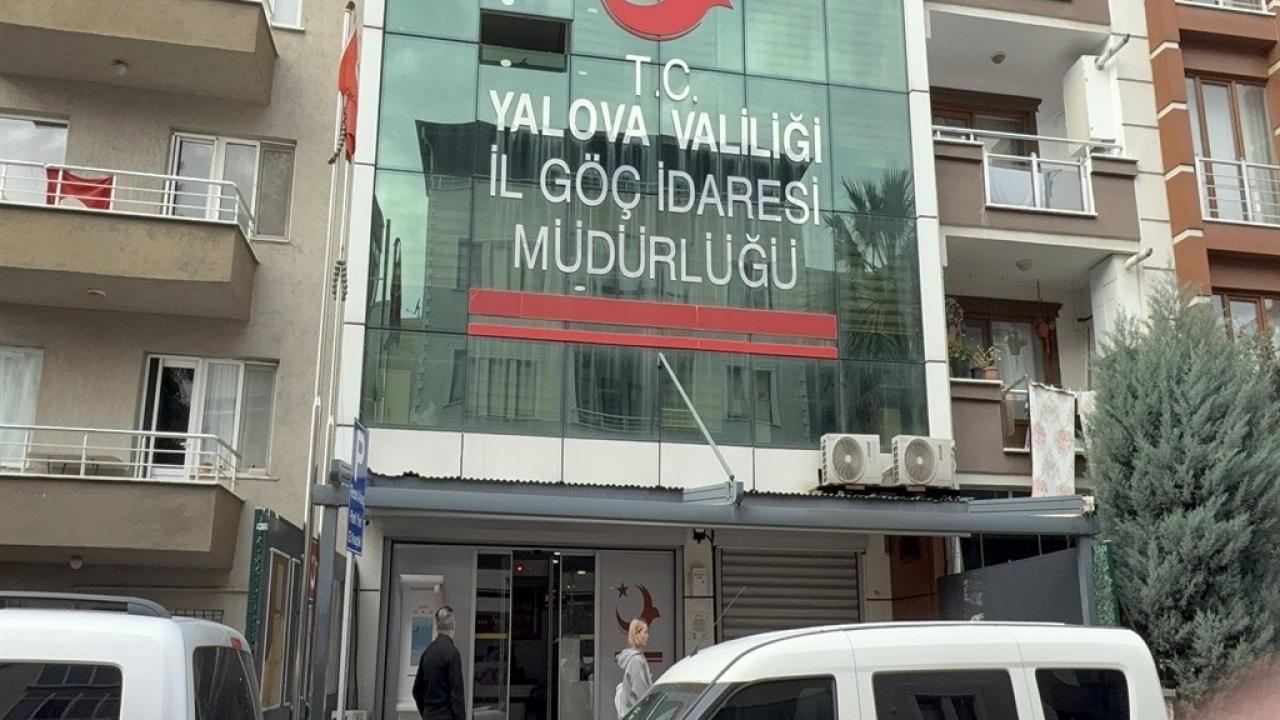 T.C.
YALOVA VALİLİĞİ
İL GÖÇ İDARESİ
MÜDÜRLÜĞÜ
P